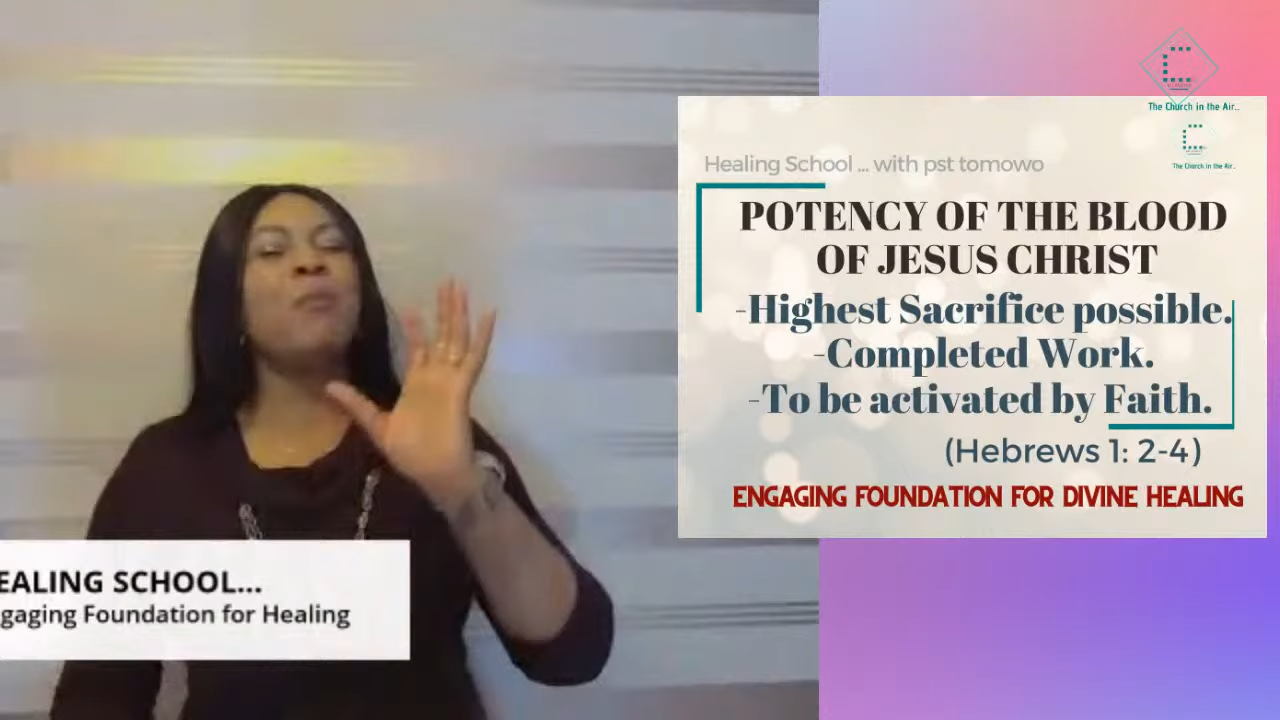 The Church in the Air...
The Church in the Air...
Healing School ... with pst tomowo
POTENCY OF THE BLOOD
OF JESUS CHRIST
-Highest Sacrifice possible.
-Completed Work.
-To be activated by Faith.
(Hebrews 1: 2-4)
ENGAGING FOUNDATION FOR DIVINE HEALING
EALING SCHOOL...
gaging Foundation for Healing